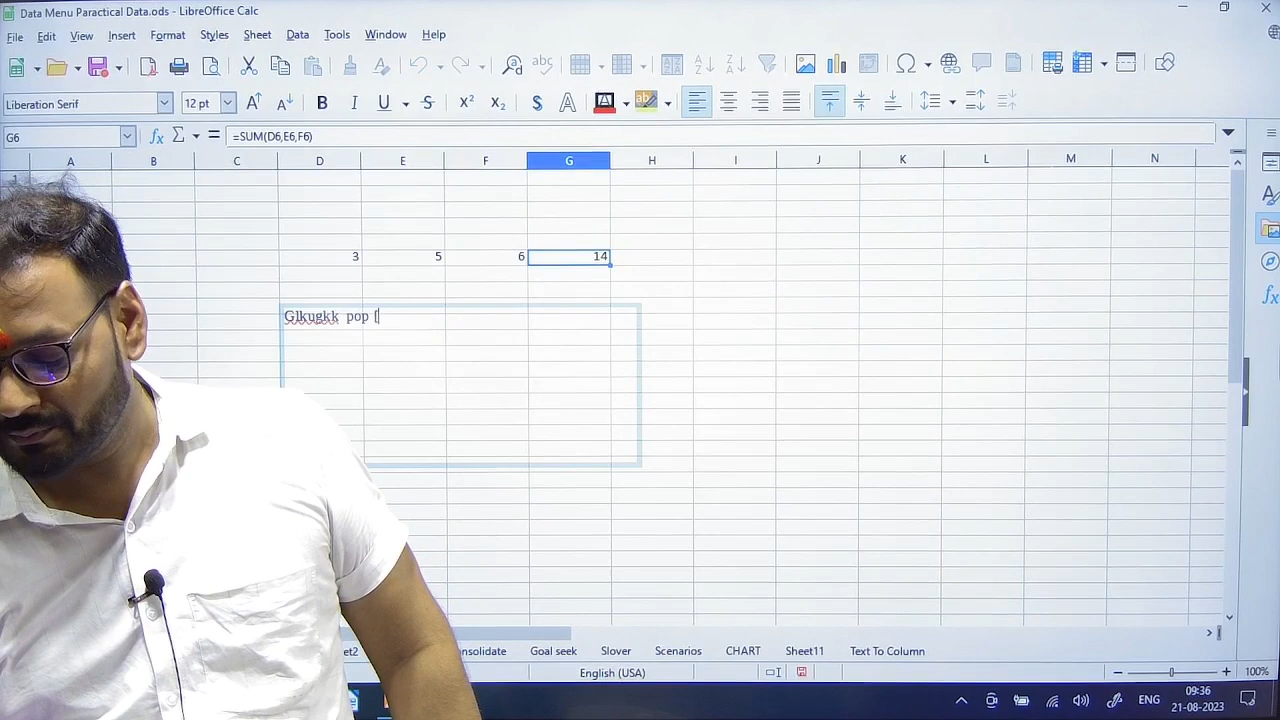 Data Menu Paractical Data.ods - LibreOffice Calc
File Edit View Insert Format Styles Sheet Data Tools Window Help
Liberation Serif 12 pt
G6 =SUM(D6,E6,F6)
A B C D E F G H I J K L M N
1
3 5 6 14
Glkugkk pop [
et2 onsolidate Goal seek Slover Scenarios CHART Sheet11 Text To Column
English (USA) 100%
ENG 09:36
21-08-2023